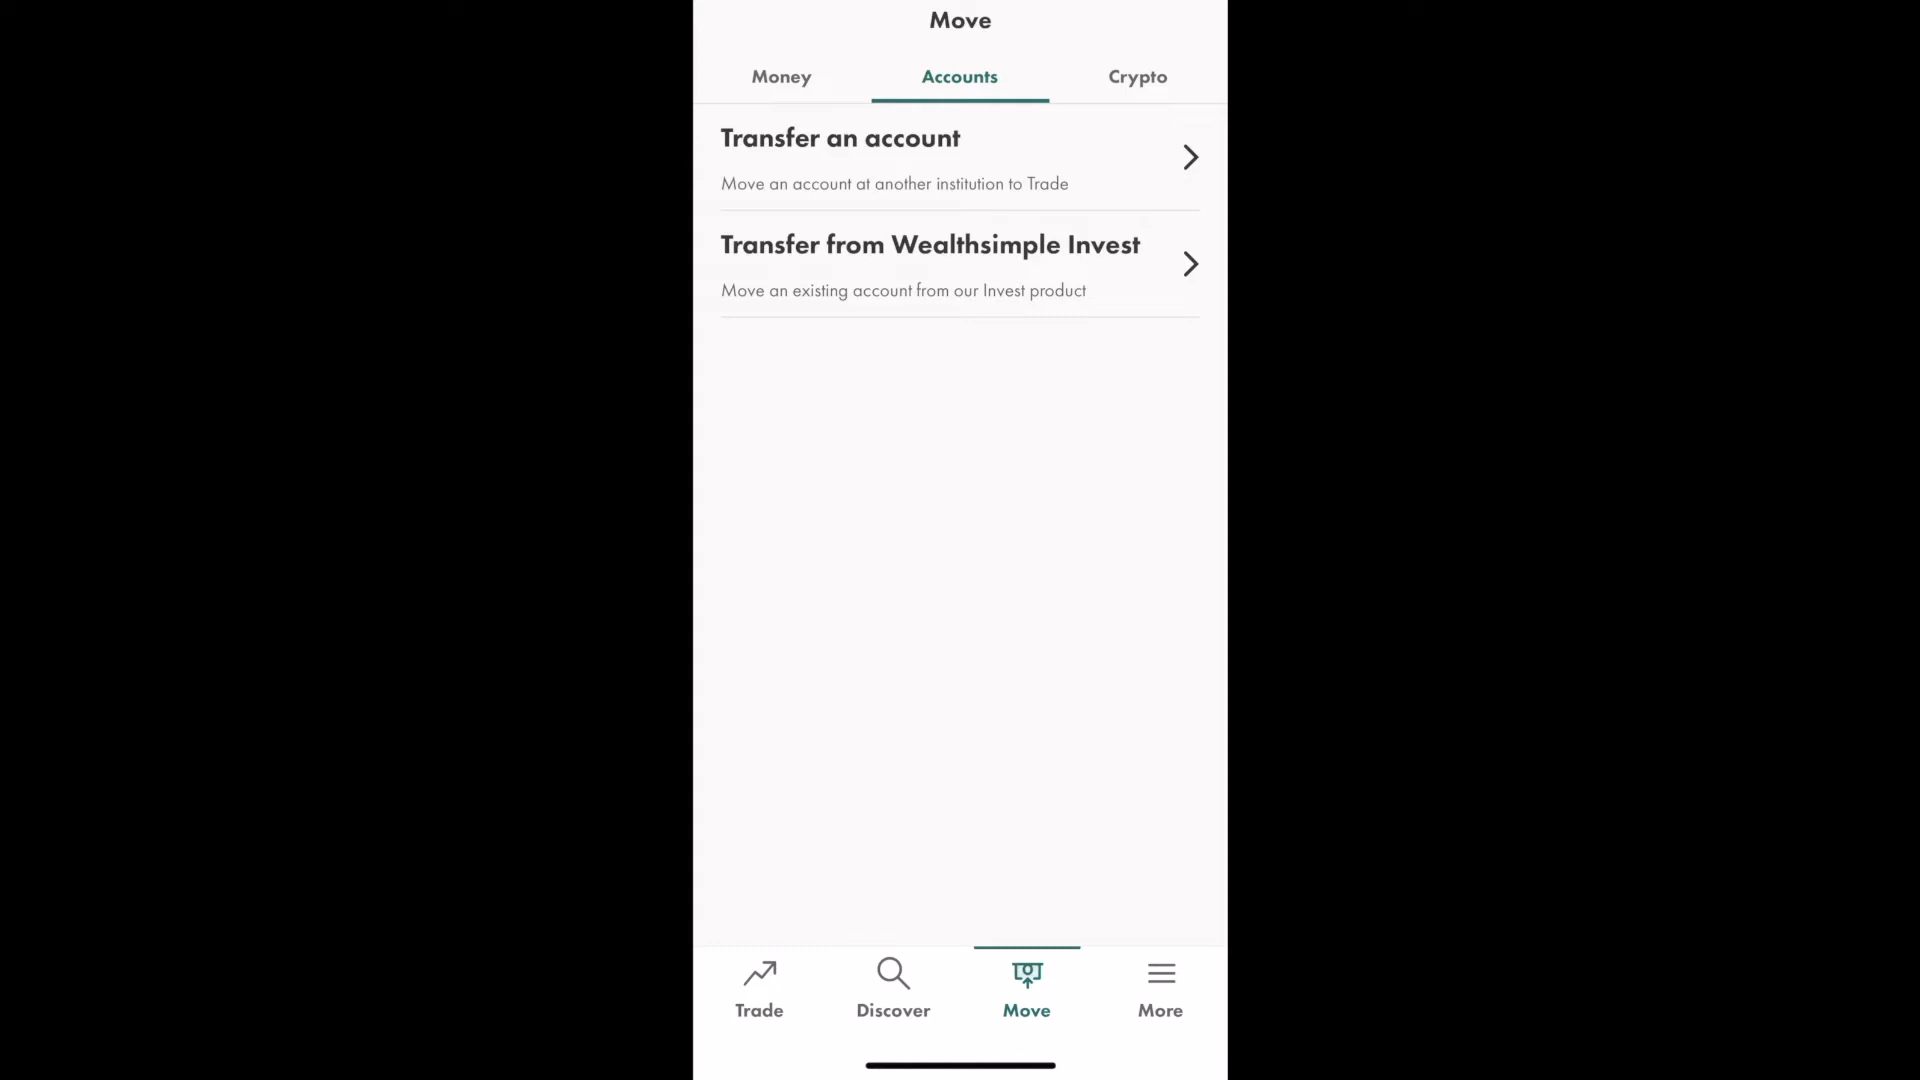 Move
Money Accounts Crypto
Transfer an account
Move an account at another institution to Trade
Transfer from Wealthsimple Invest
Move an existing account from our Invest product
Trade Discover Move More